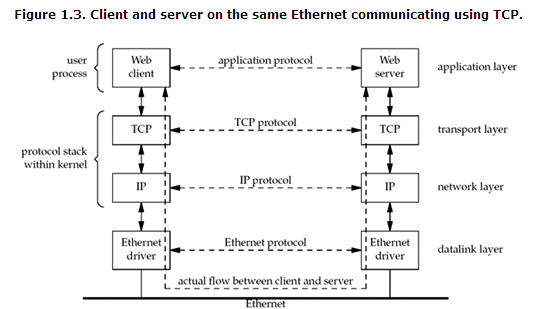 Figure 1.3. Client and server on the same Ethernet communicating using TCP.
user
process
Web
client
application protocol
Web
server
application layer
protocol stack
within kernel
TCP
TCP protocol
TCP
transport layer
IP
IP protocol
IP
network layer
Ethernet
driver
Ethernet protocol
Ethernet
driver
datalink layer
actual flow between client and server
Ethernet